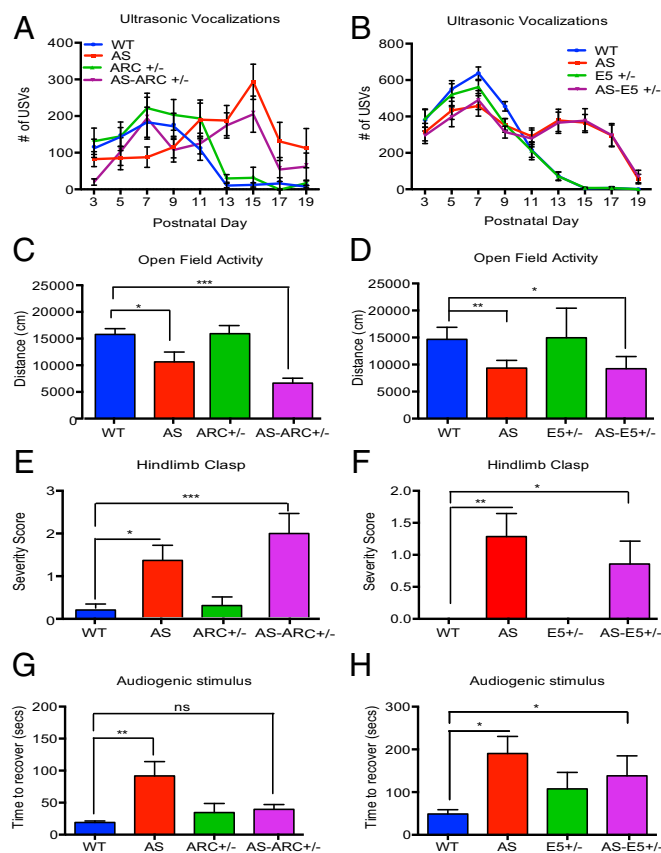 A
Ultrasonic Vocalizations
WT
AS
ARC +/-
AS-ARC +/-
# of USVs
400
300
200
100
0
3 5 7 9 11 13 15 17 19
Postnatal Day
B
Ultrasonic Vocalizations
WT
AS
E5 +/-
AS-E5 +/-
# of USVs
800
600
400
200
0
3 5 7 9 11 13 15 17 19
Postnatal Day
C
Open Field Activity
Distance (cm)
25000
20000
15000
10000
5000
0
***
*
WT AS ARC+/- AS-ARC+/-
D
Open Field Activity
Distance (cm)
25000
20000
15000
10000
5000
0
*
**
WT AS E5+/- AS-E5+/-
E
Hindlimb Clasp
Severity Score
3
2
1
0
***
*
WT AS ARC+/- AS-ARC+/-
F
Hindlimb Clasp
Severity Score
2.0
1.5
1.0
0.5
0.0
*
**
WT AS E5+/- AS-E5+/-
G
Audiogenic stimulus
Time to recover (secs)
200
150
100
50
0
ns
**
WT AS ARC+/- AS-ARC+/-
H
Audiogenic stimulus
Time to recover (secs)
300
200
100
0
*
*
WT AS E5+/- AS-E5+/-